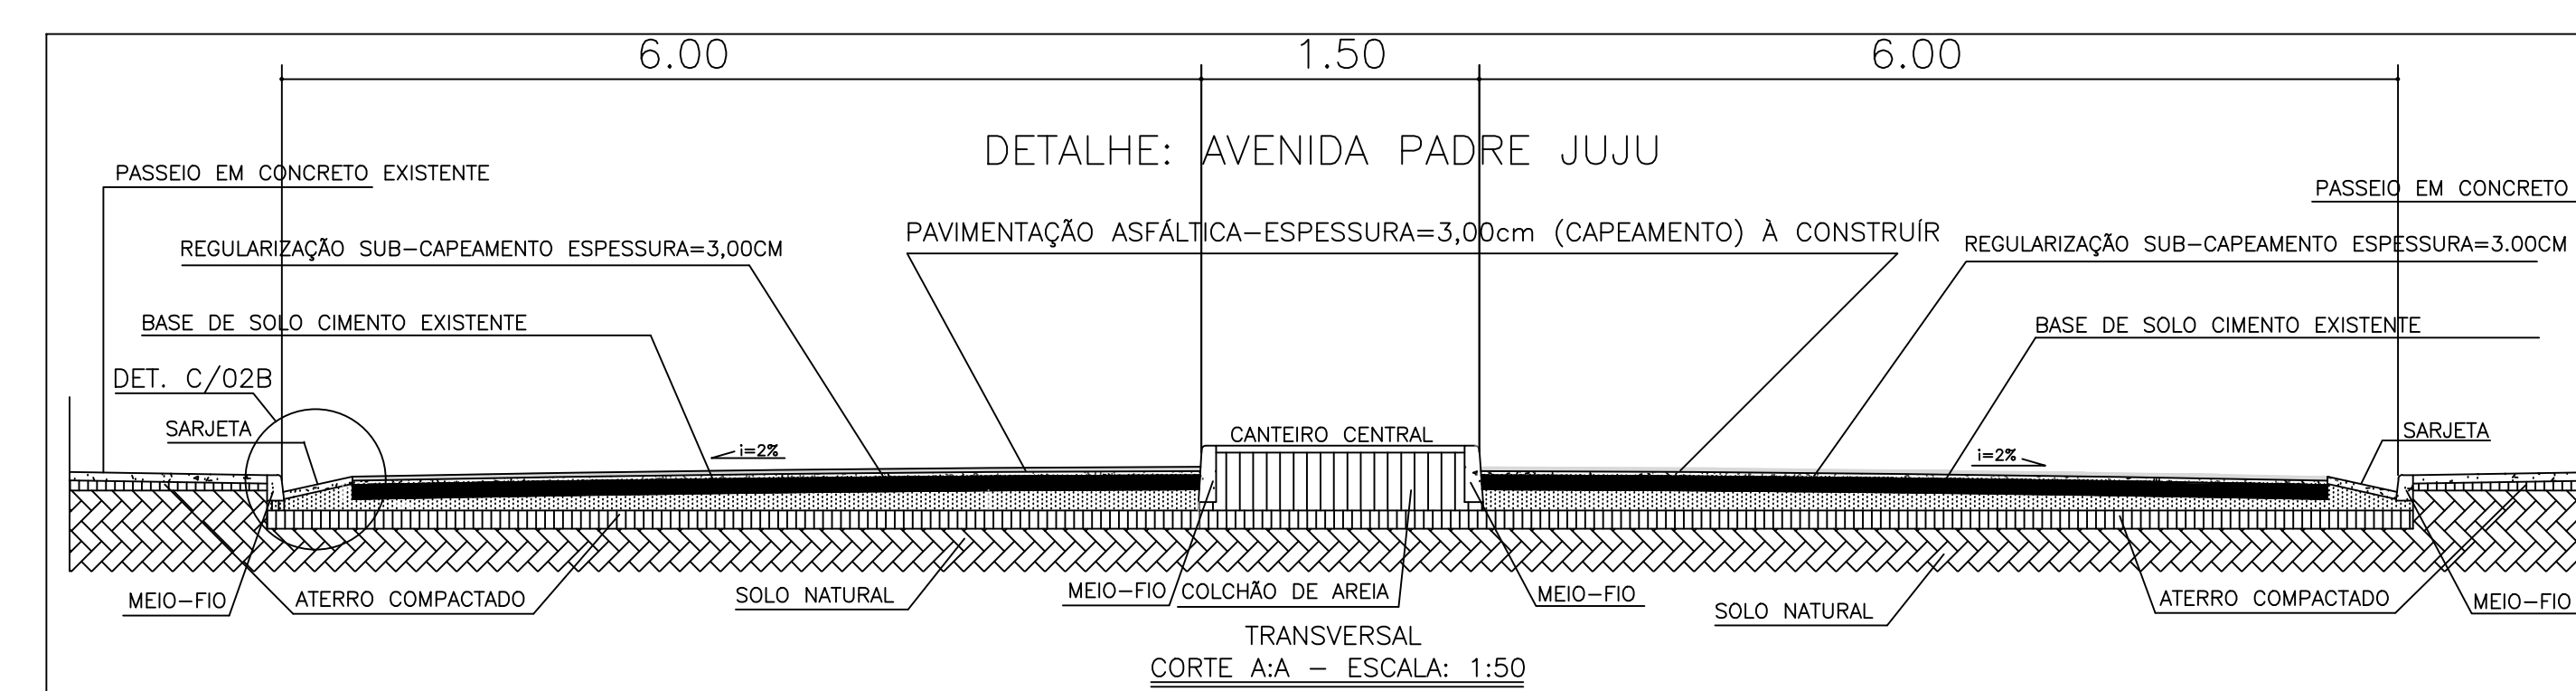 6.00 1.50 6.00
DETALHE: AVENIDA PADRE JUJU
PASSEIO EM CONCRETO EXISTENTE
PASSEIO EM CONCRETO
PAVIMENTAÇÃO ASFÁLTICA-ESPESSURA=3,00cm (CAPEAMENTO) À CONSTRUÍR
REGULARIZAÇÃO SUB-CAPEAMENTO ESPESSURA=3,00CM
REGULARIZAÇÃO SUB-CAPEAMENTO ESPESSURA=3.00CM
BASE DE SOLO CIMENTO EXISTENTE
BASE DE SOLO CIMENTO EXISTENTE
DET. C/02B
SARJETA
CANTEIRO CENTRAL
SARJETA
i=2%
i=2%
MEIO-FIO
ATERRO COMPACTADO
SOLO NATURAL
MEIO-FIO
COLCHÃO DE AREIA
MEIO-FIO
SOLO NATURAL
ATERRO COMPACTADO
MEIO-FIO
TRANSVERSAL
CORTE A:A - ESCALA: 1:50